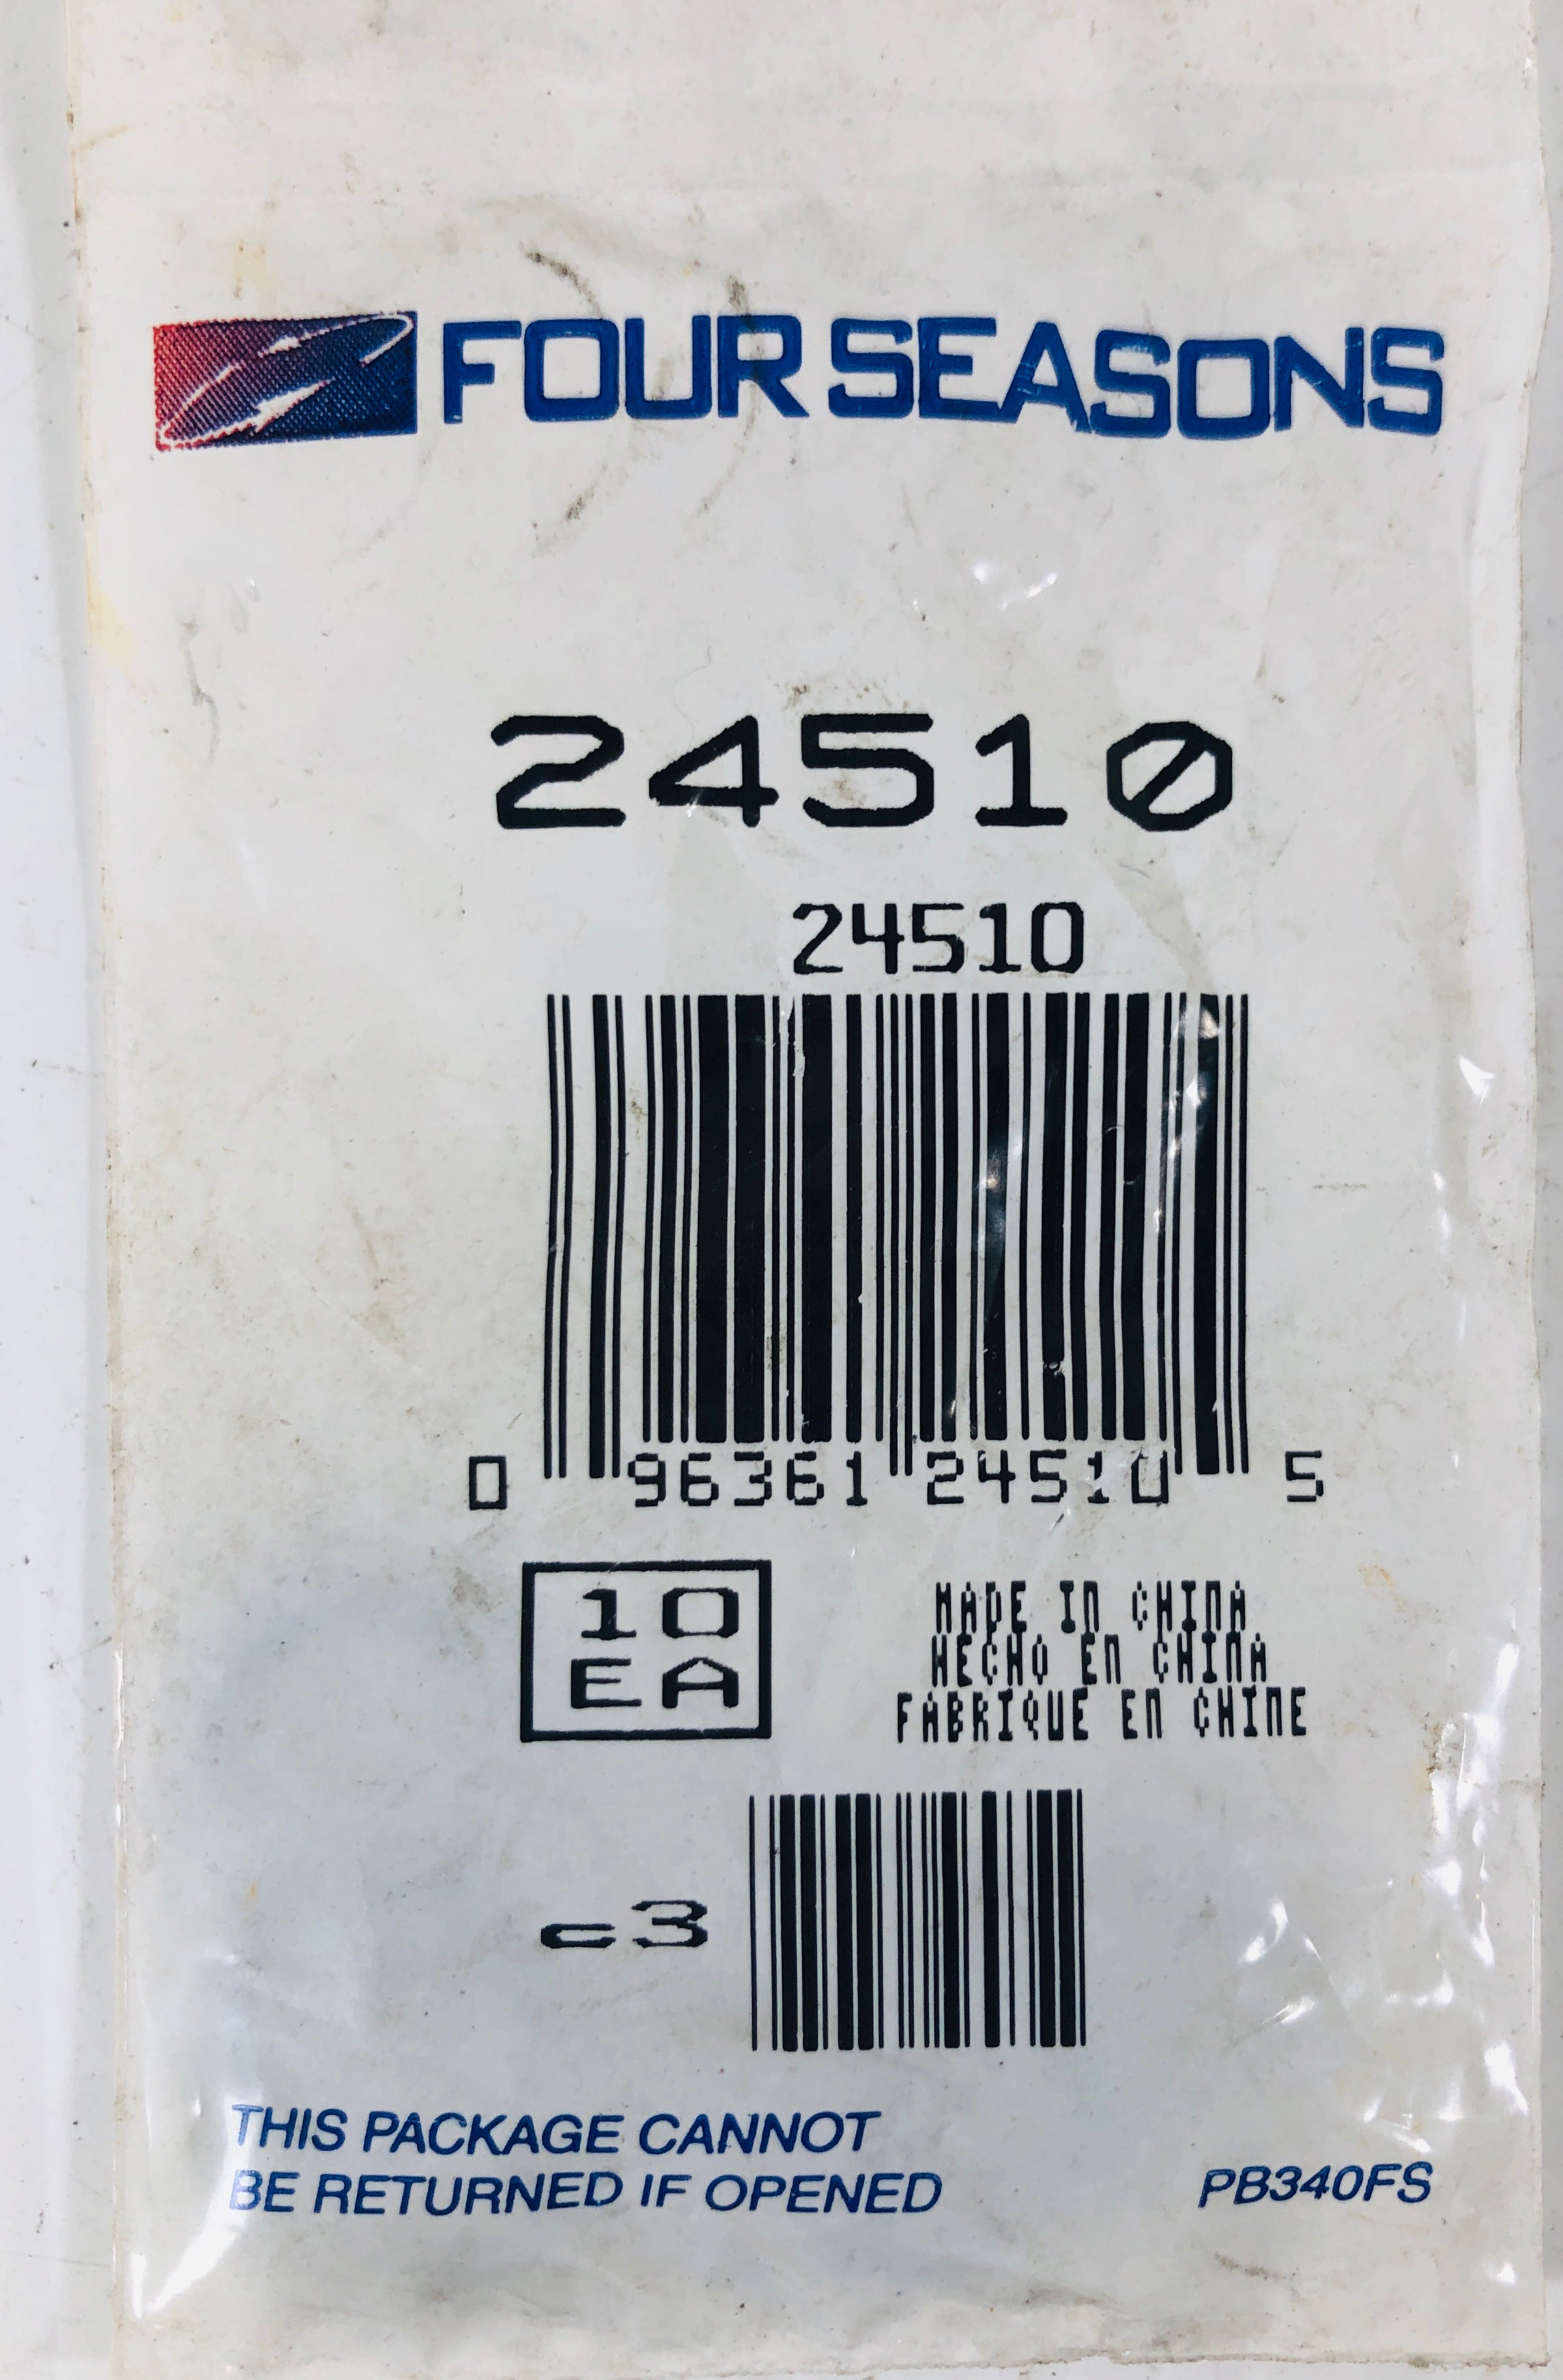 FOUR SEASONS
24510
24510
0 96361 24510 5
10
EA
MADE IN CHINA
HECHO EN CHINA
FABRIQUE EN CHINE
c3
THIS PACKAGE CANNOT
BE RETURNED IF OPENED
PB340FS